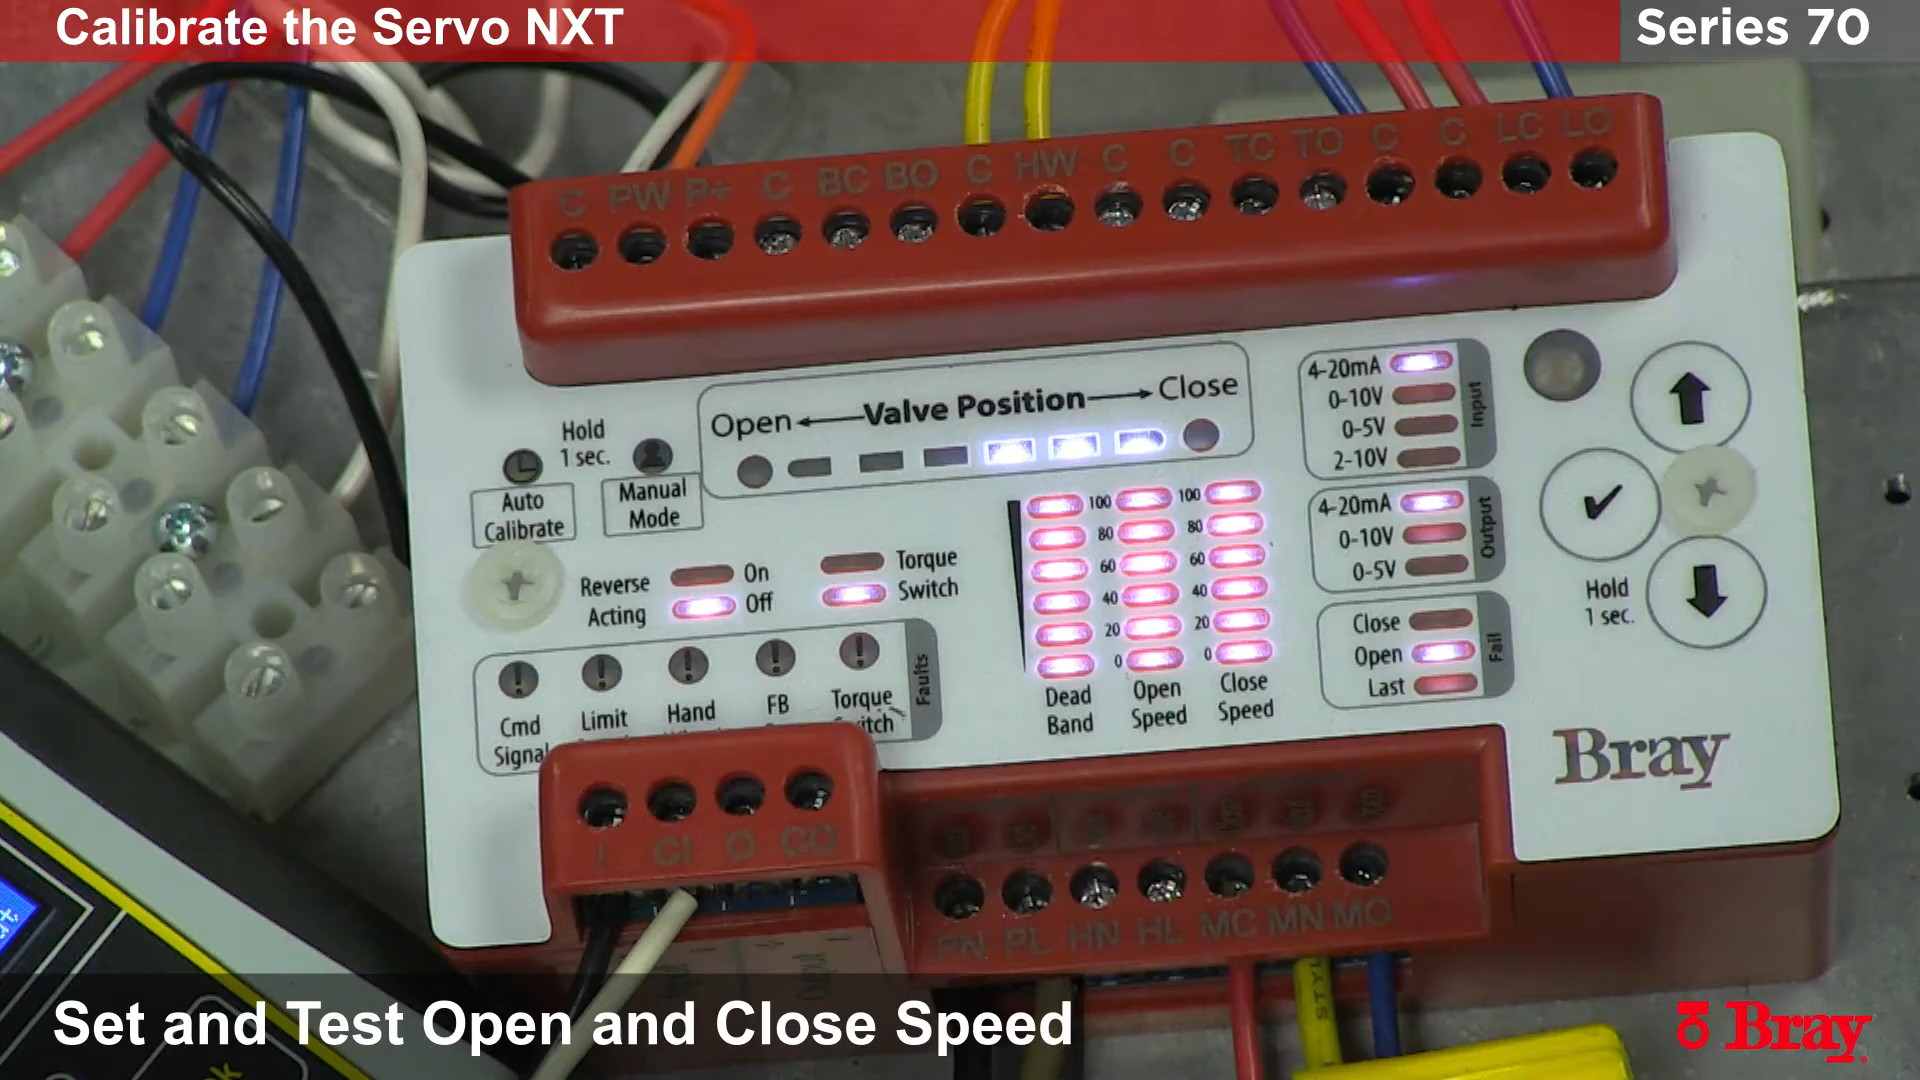 Calibrate the Servo NXT
Series 70
C PW P+ C BC BO C HW C C TC TO C C LC LO
Open Valve Position Close
Hold
1 sec.
Auto
Calibrate
Manual
Mode
4-20mA
0-10V
0-5V
2-10V
Input
4-20mA
0-10V
0-5V
Output
Close
Open
Last
Fail
Hold
1 sec.
Reverse
Acting
On
Off
Torque
Switch
100 100
80 80
60 60
40 40
20 20
0 0
Dead
Band
Open
Speed
Close
Speed
Cmd
Signal
Limit
Hand
FB
Torque
Faults
Bray
I CI O CO
PN PL HN HL MC MN MO
Set and Test Open and Close Speed
Bray